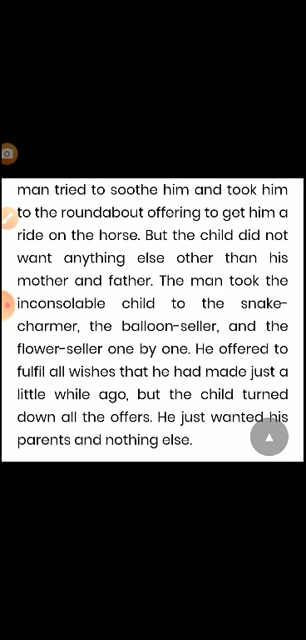 man tried to soothe him and took him
to the roundabout offering to get him a
ride on the horse. But the child did not
want anything else other than his
mother and father. The man took the
inconsolable child to the snake-
charmer, the balloon-seller, and the
flower-seller one by one. He offered to
fulfil all wishes that he had made just a
little while ago, but the child turned
down all the offers. He just wanted his
parents and nothing else.